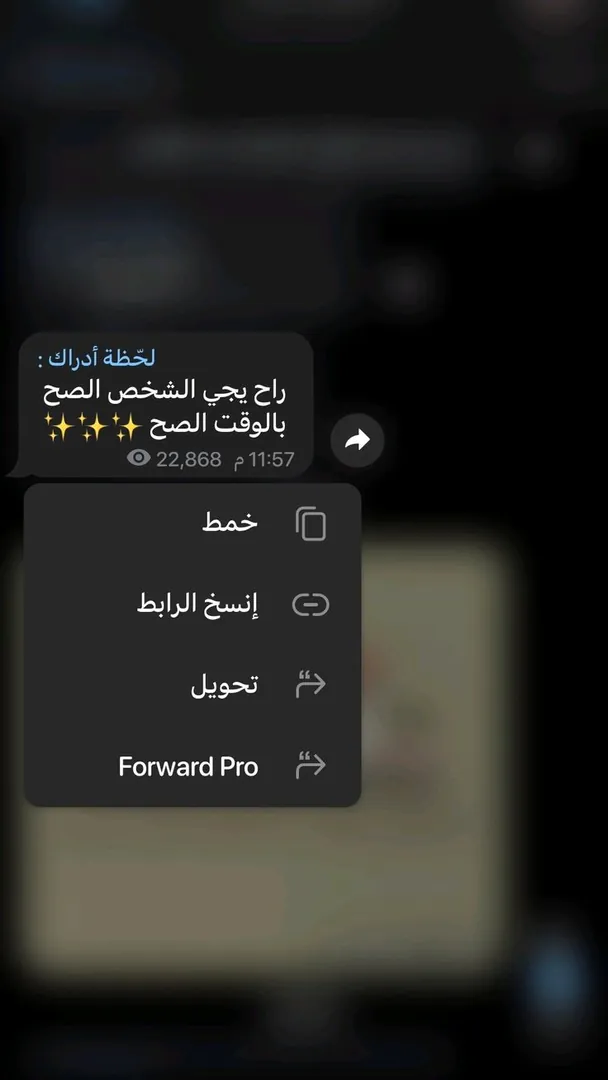 لحّظة أدراك :
راح يجي الشخص الصح
بالوقت الصح ✨✨✨
11:57 م 22,868
خمط
إنسخ الرابط
تحويل
Forward Pro